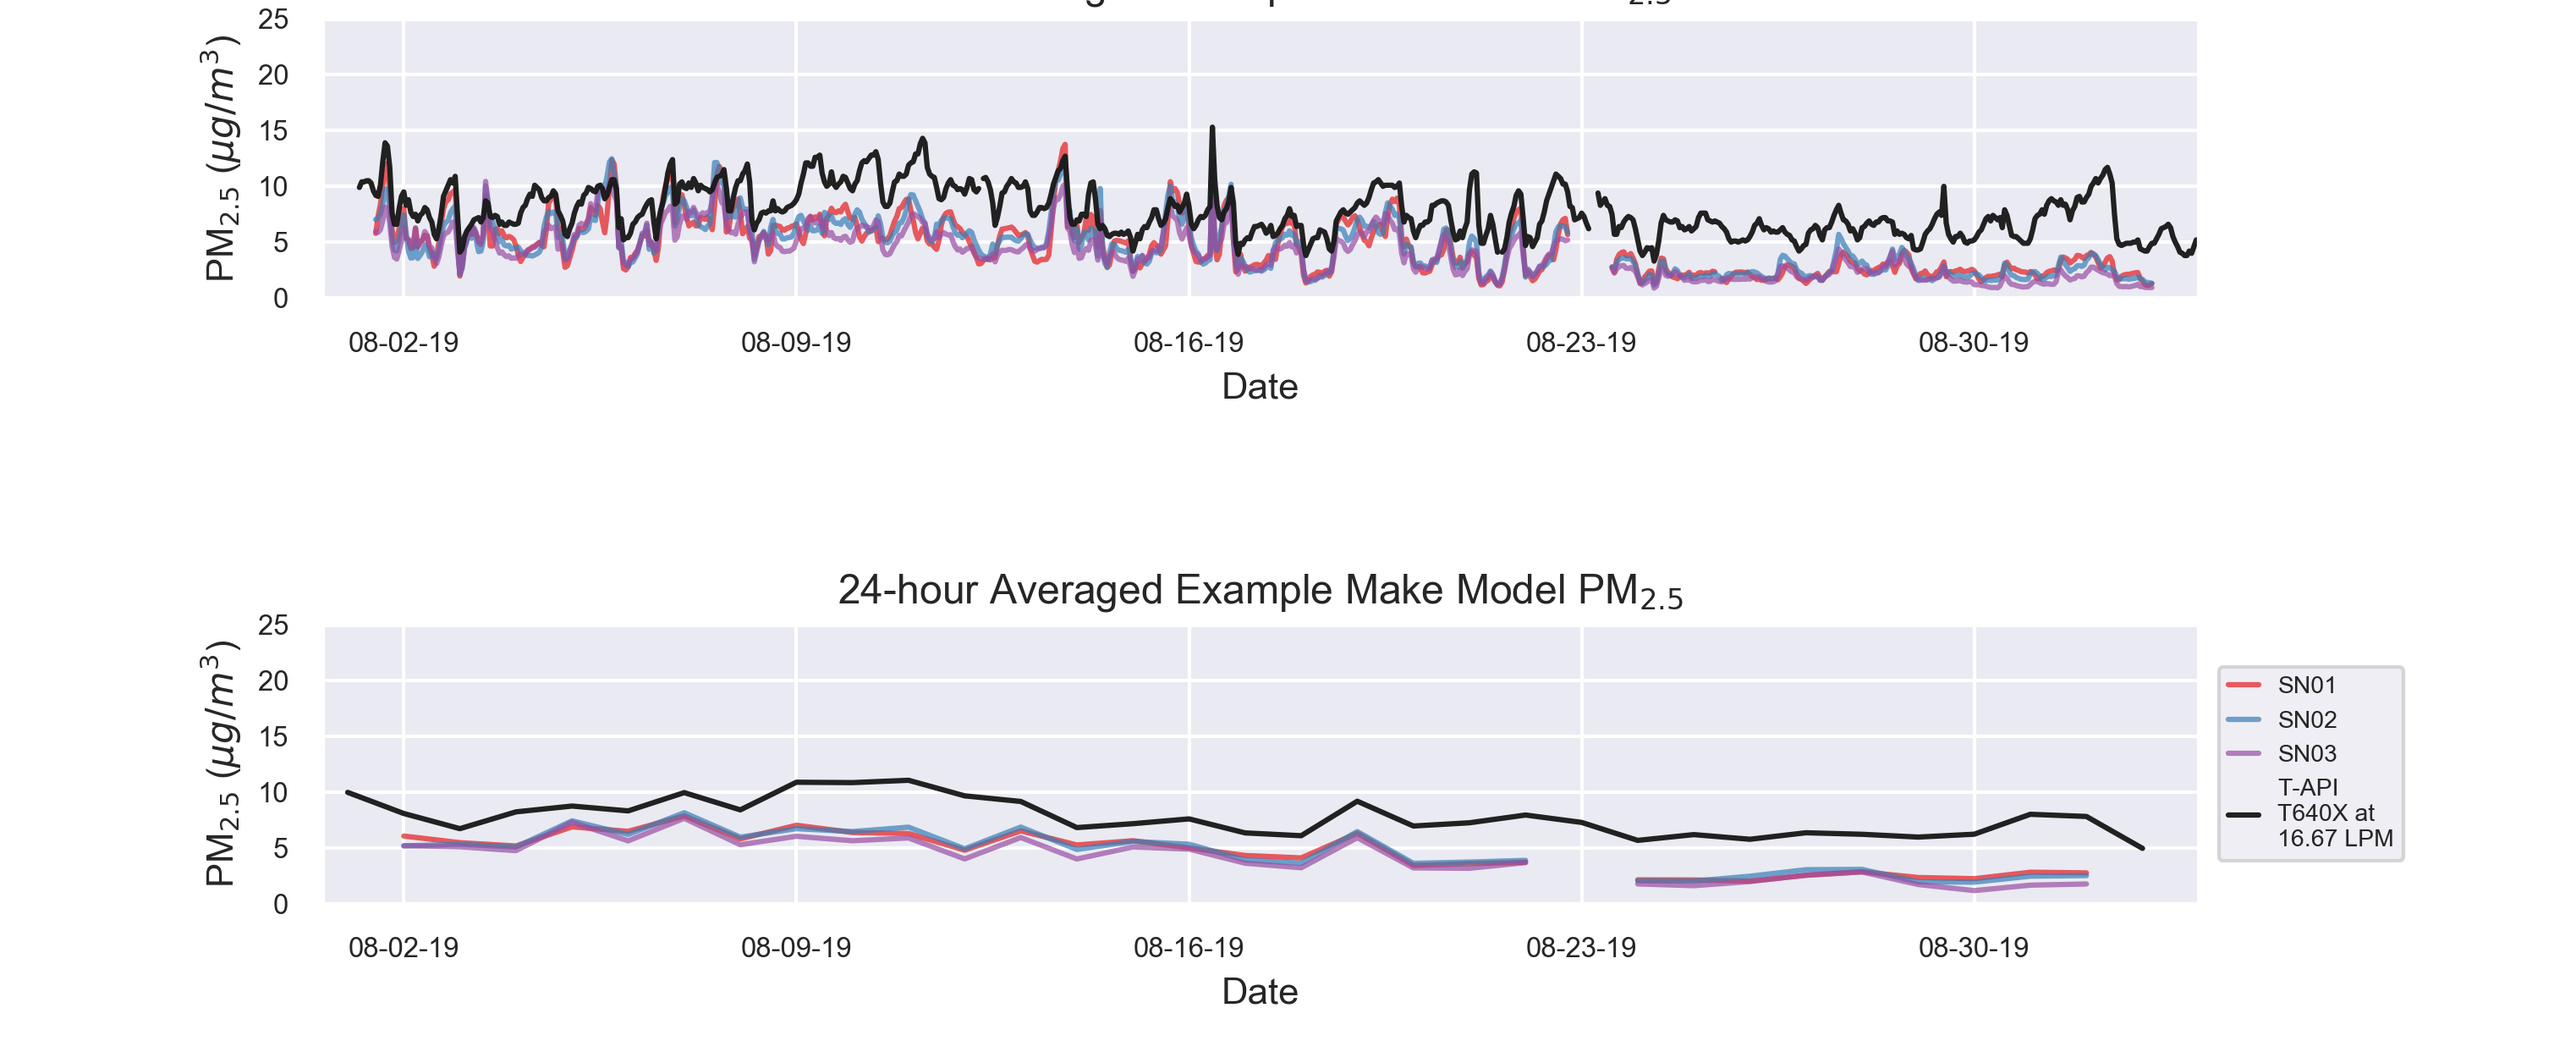 2.5
25
20
15
10
5
0
PM2.5 (μg/m³)
08-02-19 08-09-19 08-16-19 08-23-19 08-30-19
Date
24-hour Averaged Example Make Model PM2.5
25
20
15
10
5
0
PM2.5 (μg/m³)
08-02-19 08-09-19 08-16-19 08-23-19 08-30-19
Date
SN01
SN02
SN03
T-API
T640X at
16.67 LPM